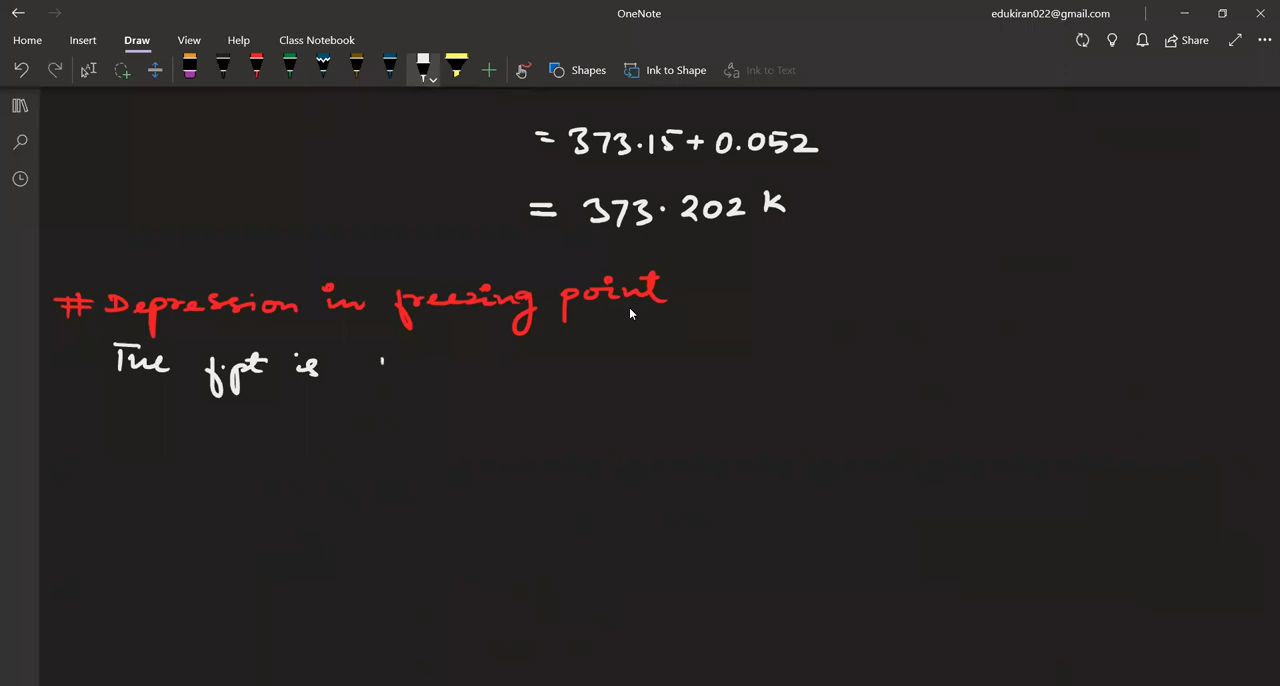 OneNote
edukiran022@gmail.com
Home Insert Draw View Help Class Notebook
Share
Shapes Ink to Shape Ink to Text
= 373.15 + 0.052
= 373.202 K
# Depression in freezing point
The f.pt is